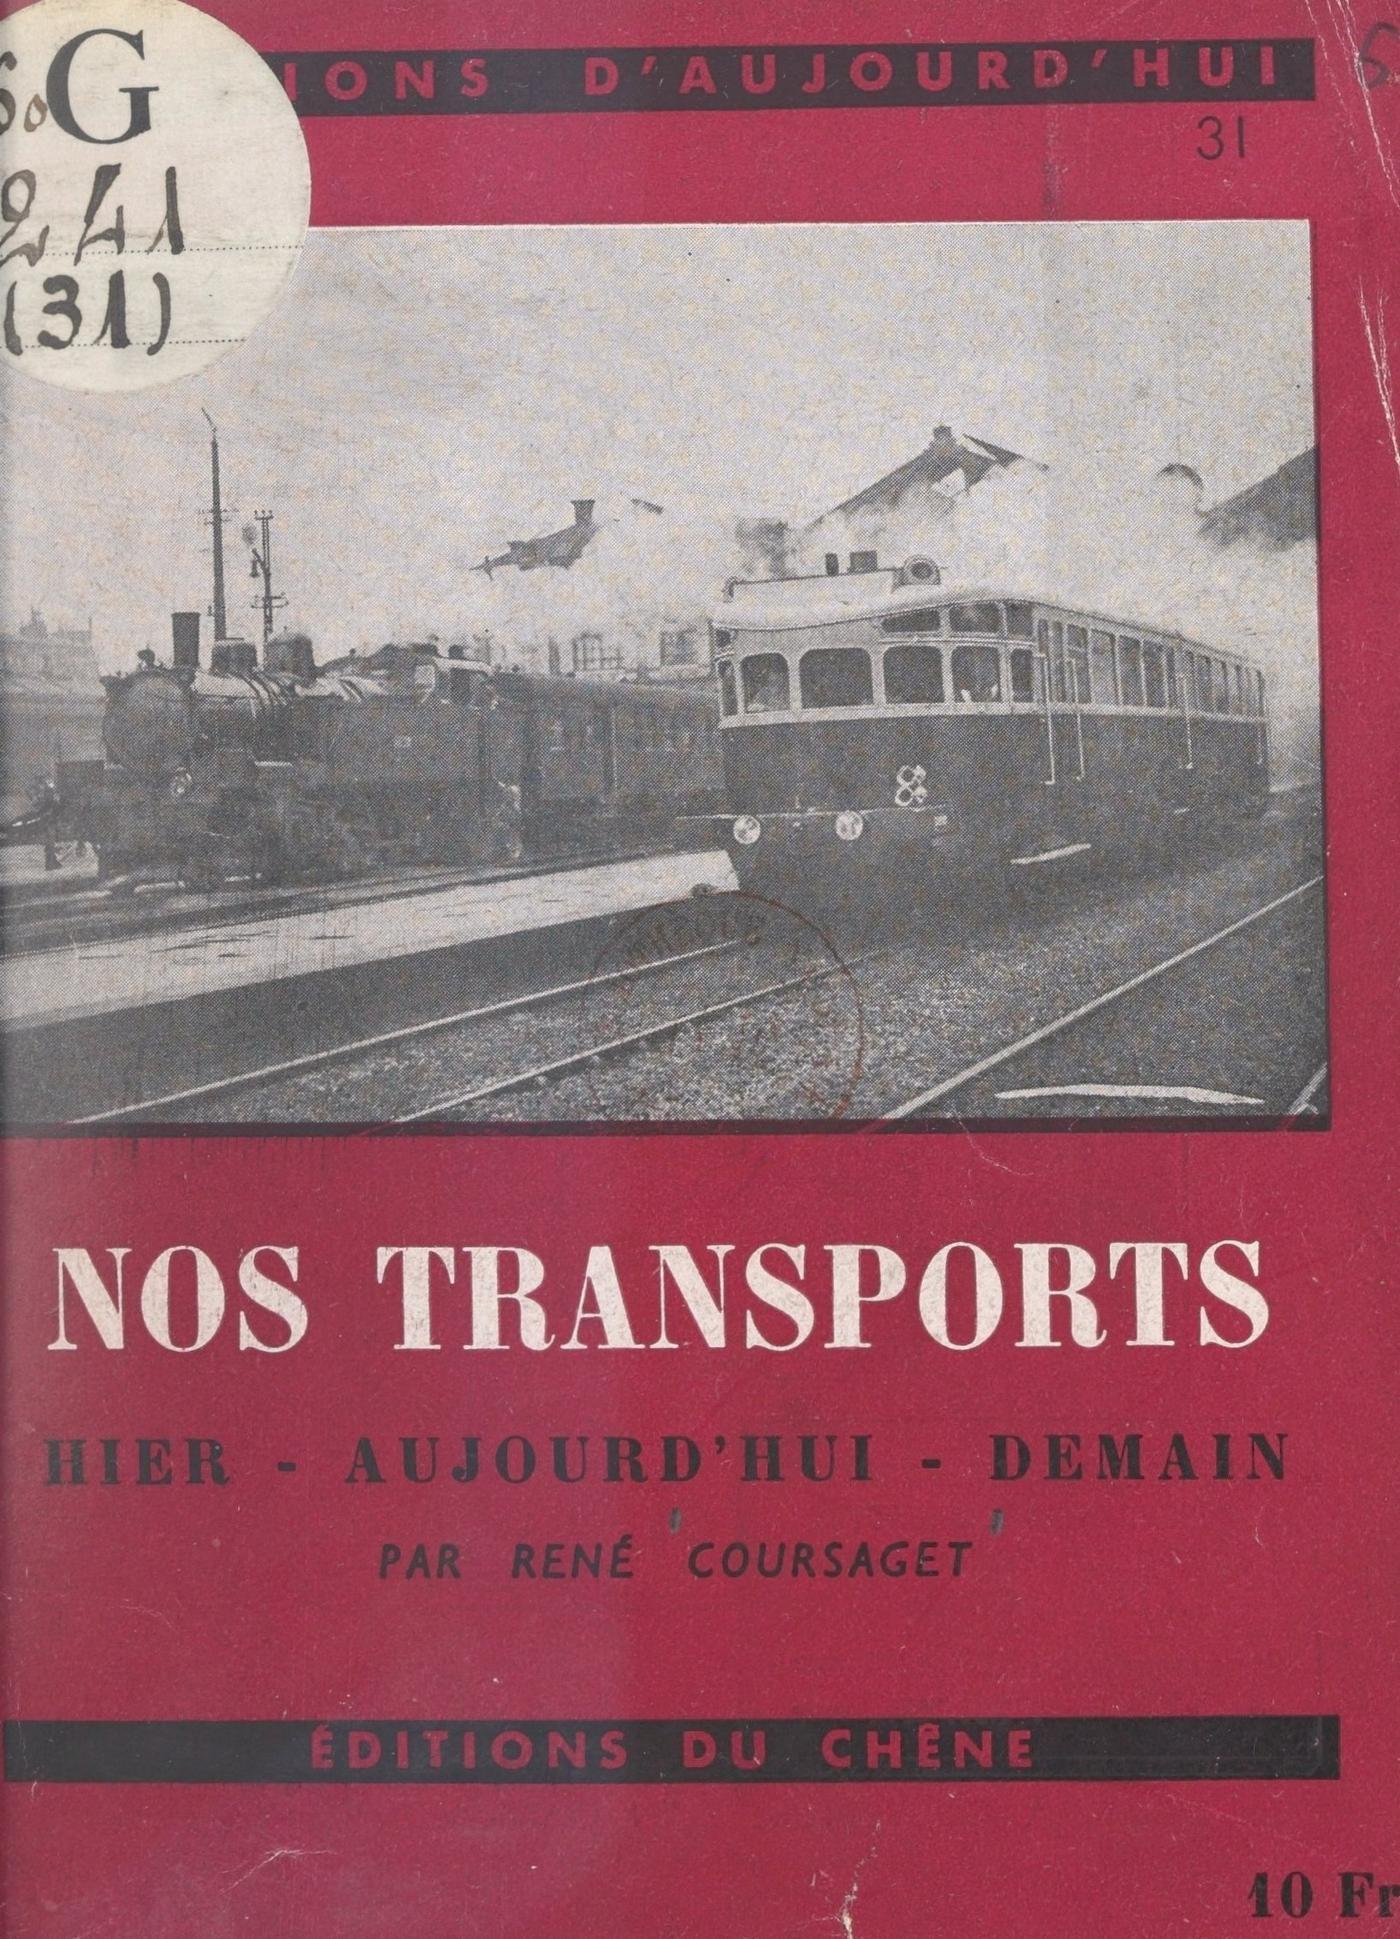 G
241
(31)
IONS D'AUJOURD'HUI
31
NOS TRANSPORTS
HIER - AUJOURD'HUI - DEMAIN
PAR RENÉ COURSAGET
ÉDITIONS DU CHÊNE
10 Fr